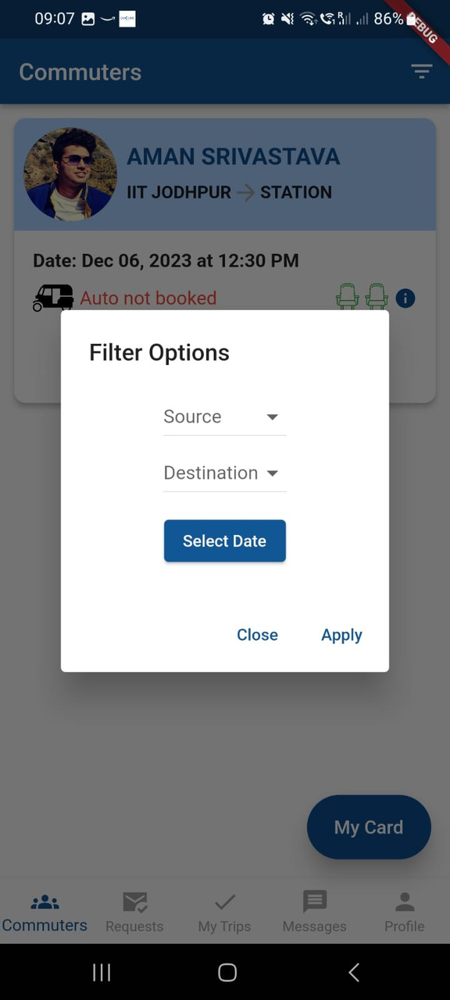 09:07
86%
DEBUG
Commuters
AMAN SRIVASTAVA
IIT JODHPUR → STATION
Date: Dec 06, 2023 at 12:30 PM
Auto not booked
Filter Options
Source
Destination
Select Date
Close Apply
My Card
Commuters Requests My Trips Messages Profile